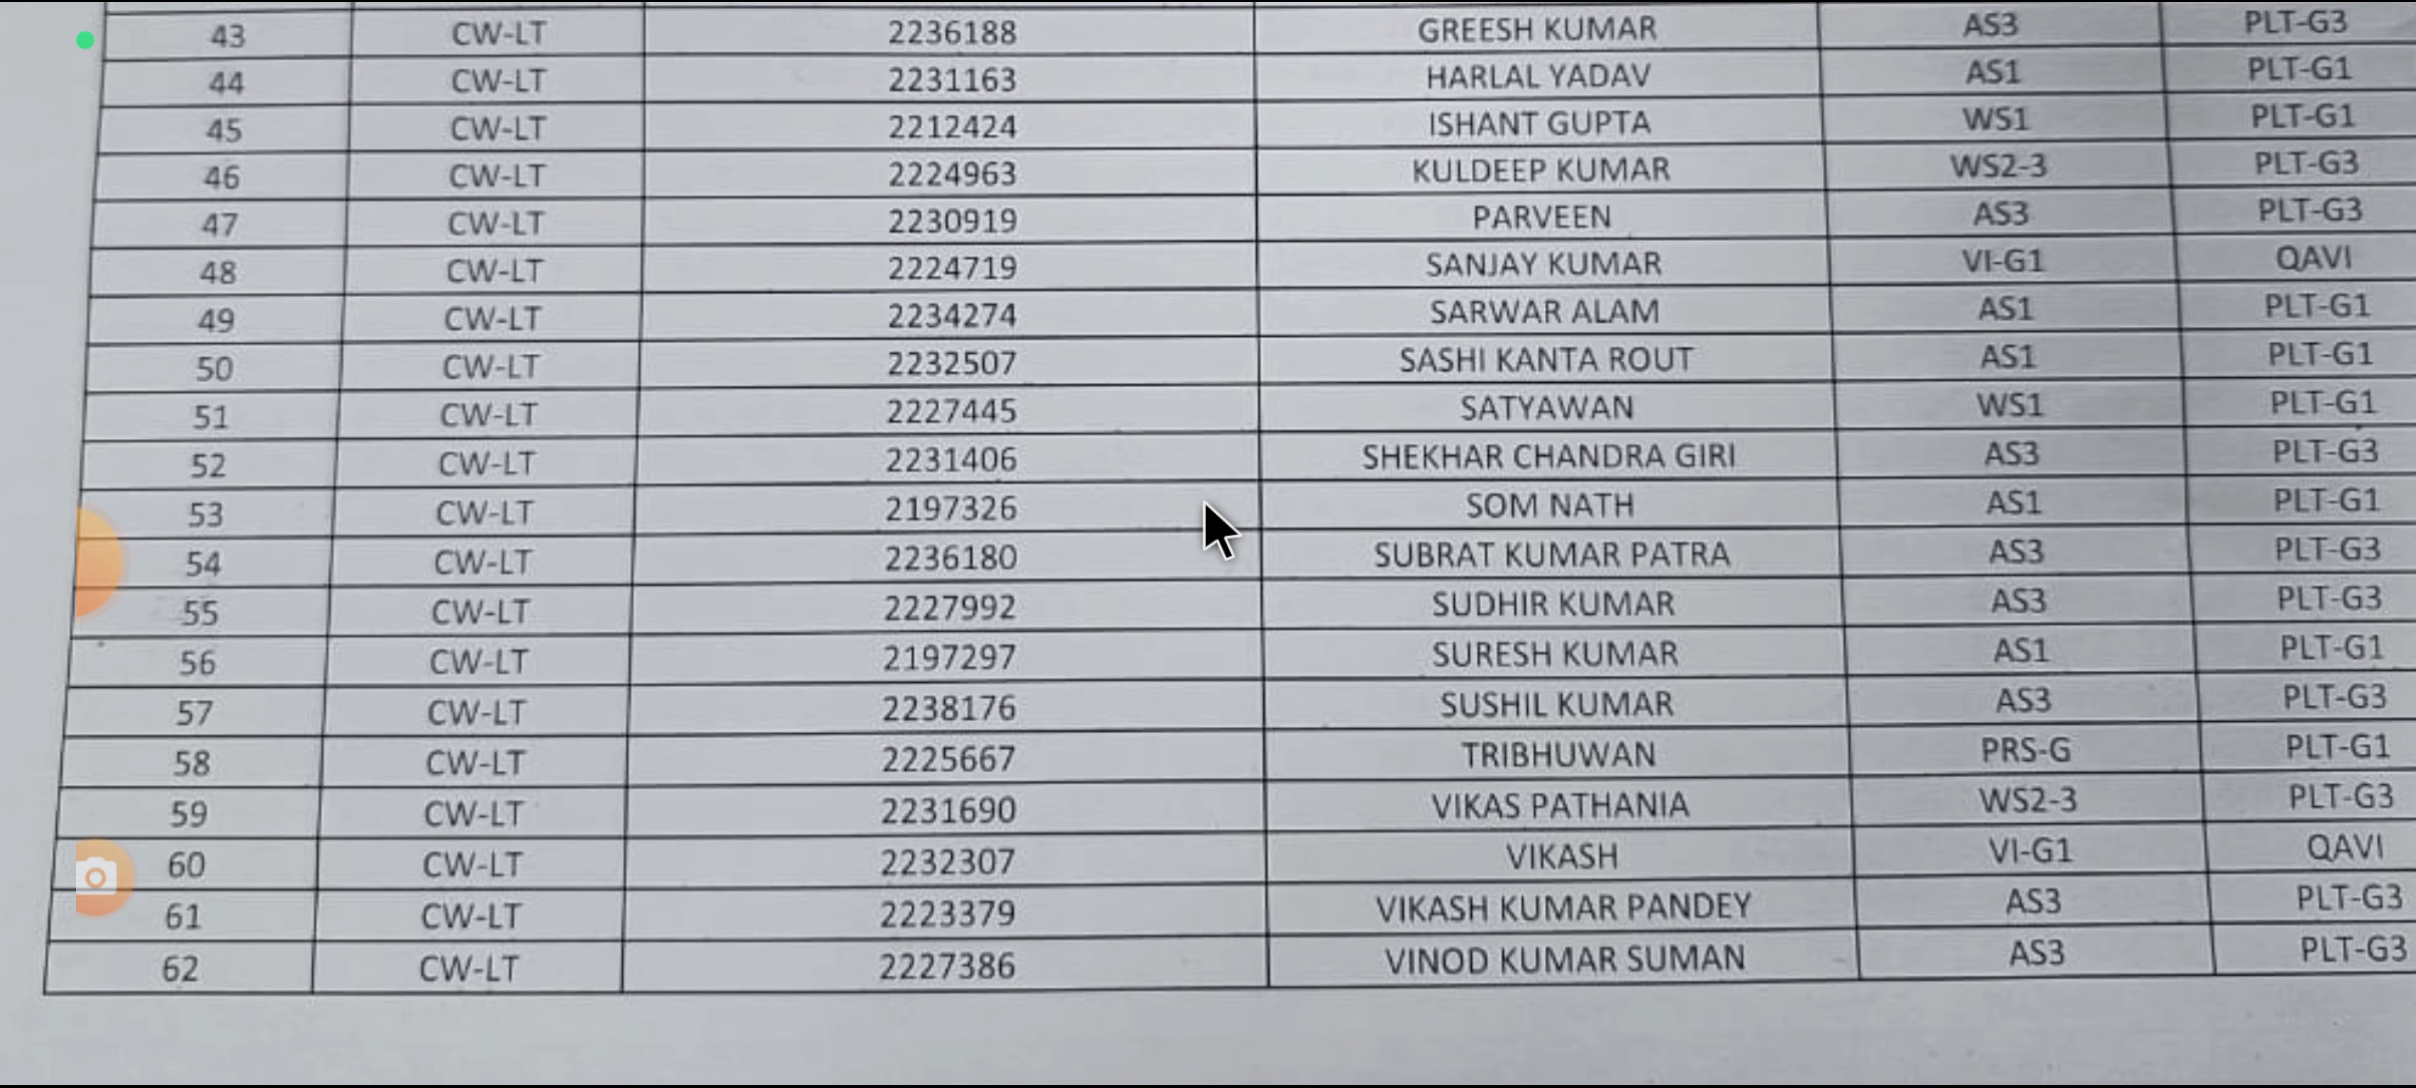 43 CW-LT 2236188 GREESH KUMAR AS3 PLT-G3
44 CW-LT 2231163 HARLAL YADAV AS1 PLT-G1
45 CW-LT 2212424 ISHANT GUPTA WS1 PLT-G1
46 CW-LT 2224963 KULDEEP KUMAR WS2-3 PLT-G3
47 CW-LT 2230919 PARVEEN AS3 PLT-G3
48 CW-LT 2224719 SANJAY KUMAR VI-G1 QAVI
49 CW-LT 2234274 SARWAR ALAM AS1 PLT-G1
50 CW-LT 2232507 SASHI KANTA ROUT AS1 PLT-G1
51 CW-LT 2227445 SATYAWAN WS1 PLT-G1
52 CW-LT 2231406 SHEKHAR CHANDRA GIRI AS3 PLT-G3
53 CW-LT 2197326 SOM NATH AS1 PLT-G1
54 CW-LT 2236180 SUBRAT KUMAR PATRA AS3 PLT-G3
55 CW-LT 2227992 SUDHIR KUMAR AS3 PLT-G3
56 CW-LT 2197297 SURESH KUMAR AS1 PLT-G1
57 CW-LT 2238176 SUSHIL KUMAR AS3 PLT-G3
58 CW-LT 2225667 TRIBHUWAN PRS-G PLT-G1
59 CW-LT 2231690 VIKAS PATHANIA WS2-3 PLT-G3
60 CW-LT 2232307 VIKASH VI-G1 QAVI
61 CW-LT 2223379 VIKASH KUMAR PANDEY AS3 PLT-G3
62 CW-LT 2227386 VINOD KUMAR SUMAN AS3 PLT-G3